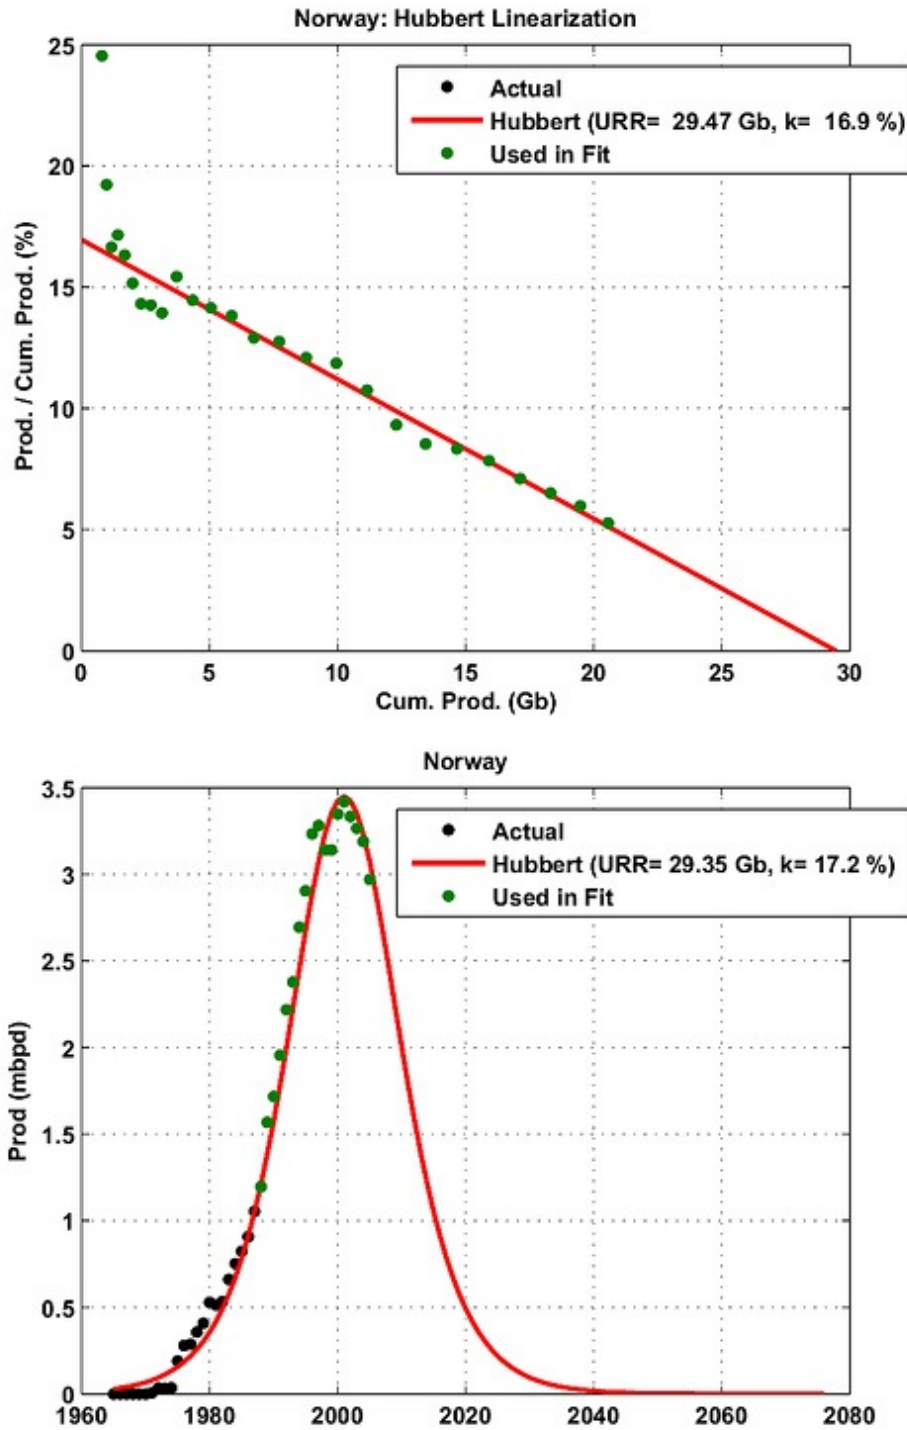 Norway: Hubbert Linearization
25
20
15
10
5
0
Prod. / Cum. Prod. (%)
Actual
Hubbert (URR= 29.47 Gb, k= 16.9 %)
Used in Fit
0 5 10 15 20 25 30
Cum. Prod. (Gb)
Norway
3.5
3
2.5
2
1.5
1
0.5
0
Prod (mbpd)
Actual
Hubbert (URR= 29.35 Gb, k= 17.2 %)
Used in Fit
1960 1980 2000 2020 2040 2060 2080